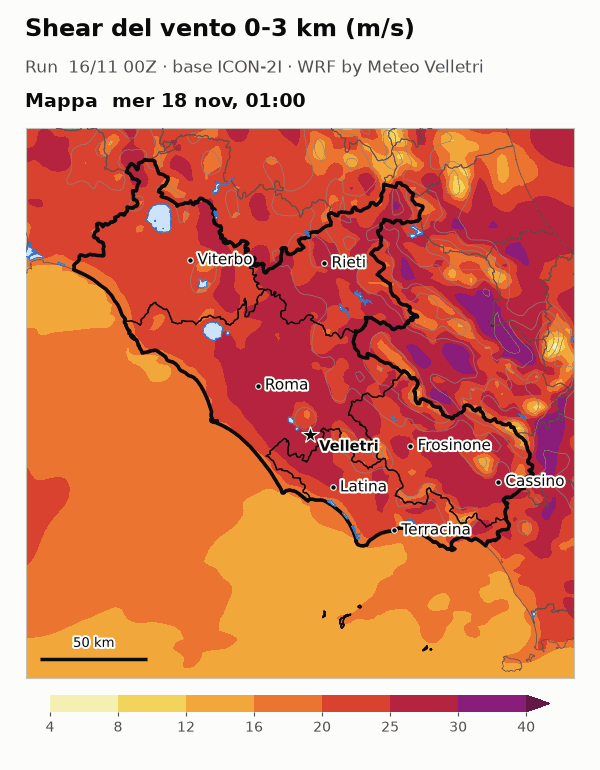 Shear del vento 0-3 km (m/s)
Run  16/11 00Z · base ICON-2I · WRF by Meteo Velletri
Mappa  mer 18 nov, 01:00
Viterbo
Rieti
Roma
Velletri
Frosinone
Cassino
Latina
Terracina
50 km
4 8 12 16 20 25 30 40